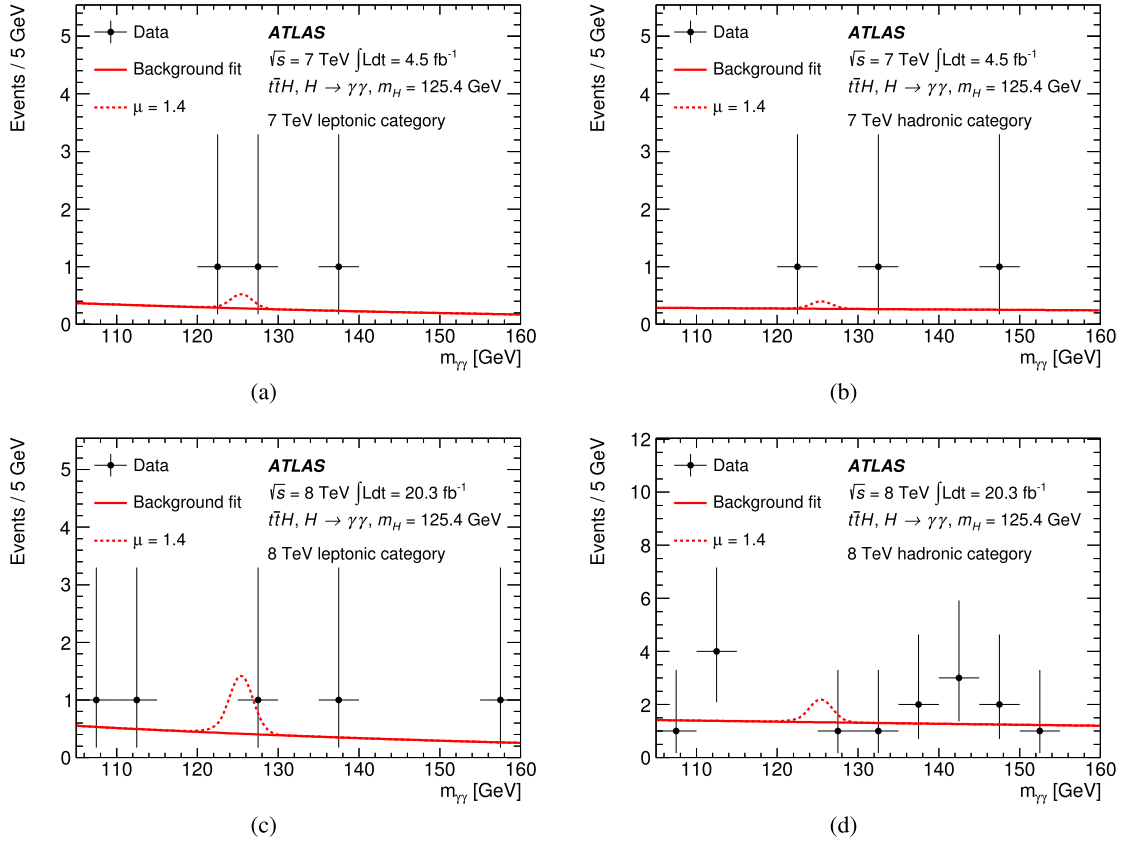 Events / 5 GeV
5
4
3
2
1
0
Data
Background fit
μ = 1.4
ATLAS
√s = 7 TeV ∫Ldt = 4.5 fb⁻¹
tt̄H, H → γγ, m_H = 125.4 GeV
7 TeV leptonic category
110 120 130 140 150 160
m_γγ [GeV]
(a)
Events / 5 GeV
5
4
3
2
1
0
Data
Background fit
μ = 1.4
ATLAS
√s = 7 TeV ∫Ldt = 4.5 fb⁻¹
tt̄H, H → γγ, m_H = 125.4 GeV
7 TeV hadronic category
110 120 130 140 150 160
m_γγ [GeV]
(b)
Events / 5 GeV
5
4
3
2
1
0
Data
Background fit
μ = 1.4
ATLAS
√s = 8 TeV ∫Ldt = 20.3 fb⁻¹
tt̄H, H → γγ, m_H = 125.4 GeV
8 TeV leptonic category
110 120 130 140 150 160
m_γγ [GeV]
(c)
Events / 5 GeV
12
10
8
6
4
2
0
Data
Background fit
μ = 1.4
ATLAS
√s = 8 TeV ∫Ldt = 20.3 fb⁻¹
tt̄H, H → γγ, m_H = 125.4 GeV
8 TeV hadronic category
110 120 130 140 150 160
m_γγ [GeV]
(d)